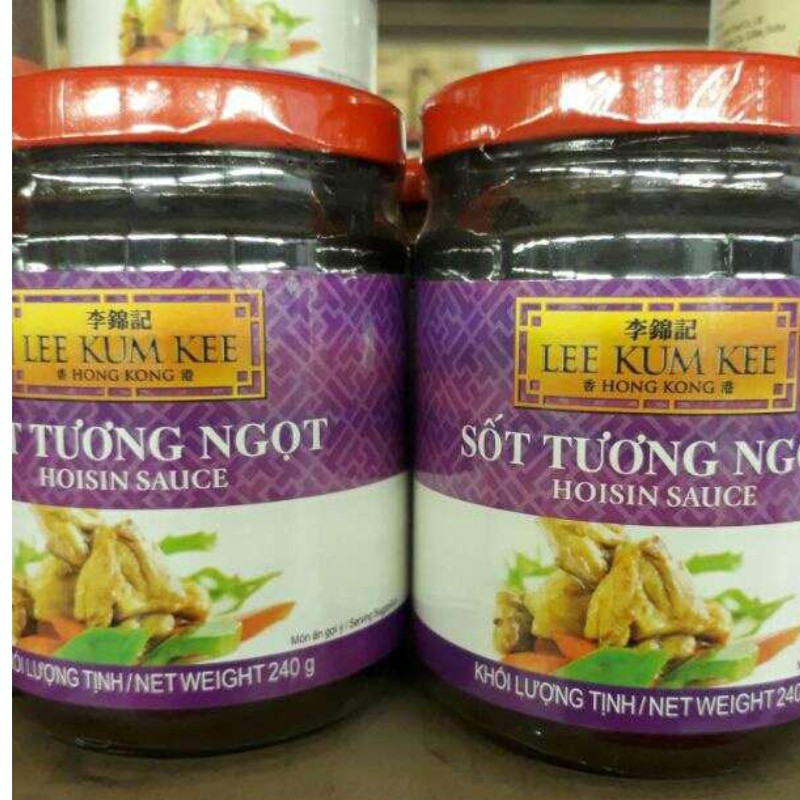 李錦記
LEE KUM KEE
香 HONG KONG 港
T TƯƠNG NGỌT
HOISIN SAUCE
Món ăn gợi ý / Serving Suggestion
ỐI LƯỢNG TỊNH/NET WEIGHT 240 g
李錦記
LEE KUM KEE
香 HONG KONG 港
SỐT TƯƠNG NGỌ
HOISIN SAUCE
KHỐI LƯỢNG TỊNH/NET WEIGHT 240